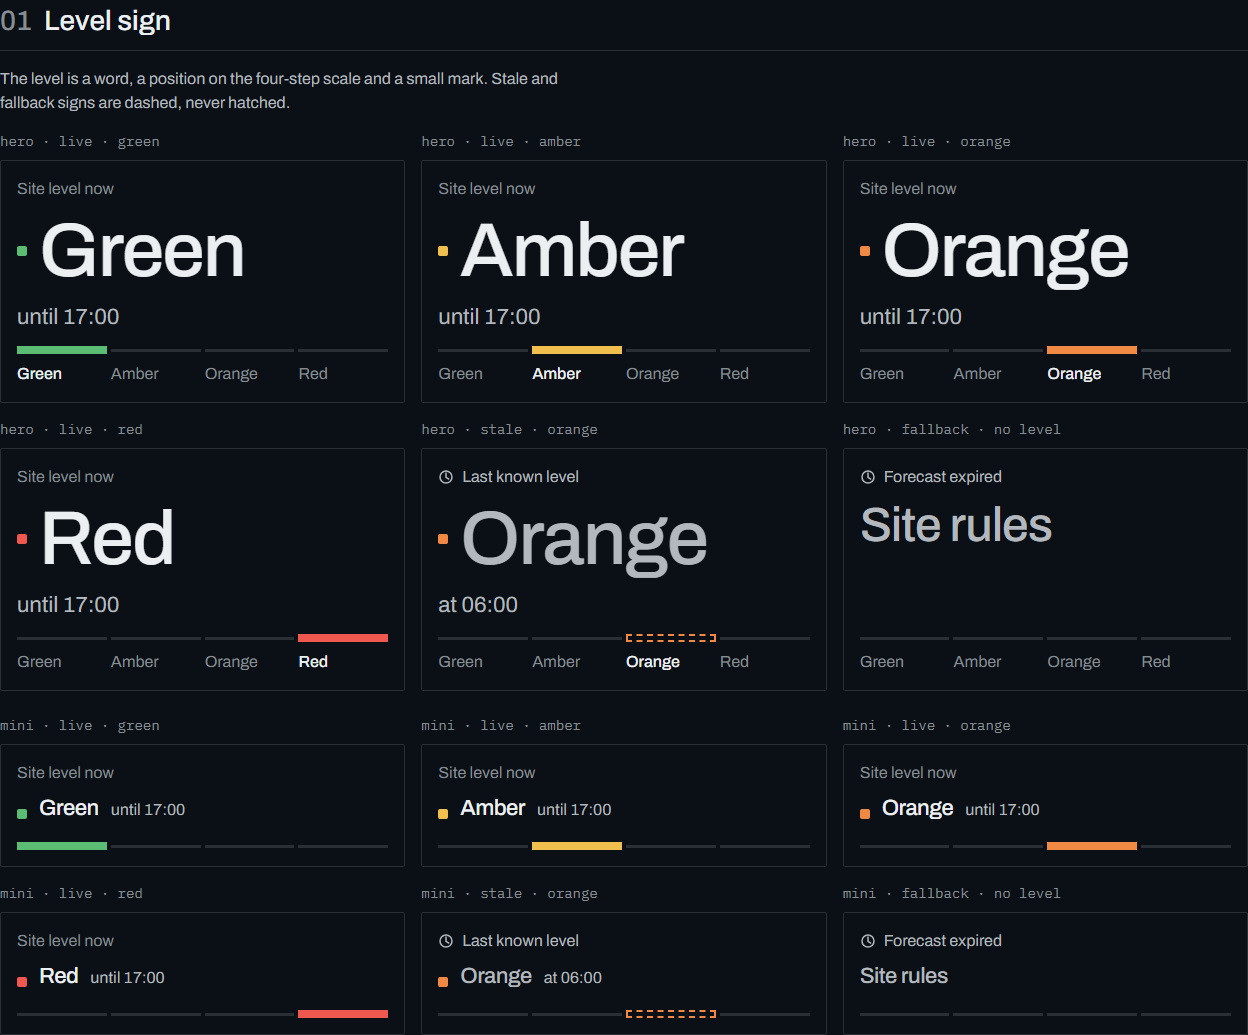 01 Level sign
The level is a word, a position on the four-step scale and a small mark. Stale and
fallback signs are dashed, never hatched.
hero · live · green
Site level now
Green
until 17:00
Green Amber Orange Red
hero · live · amber
Site level now
Amber
until 17:00
Green Amber Orange Red
hero · live · orange
Site level now
Orange
until 17:00
Green Amber Orange Red
hero · live · red
Site level now
Red
until 17:00
Green Amber Orange Red
hero · stale · orange
Last known level
Orange
at 06:00
Green Amber Orange Red
hero · fallback · no level
Forecast expired
Site rules
Green Amber Orange Red
mini · live · green
Site level now
Green until 17:00
mini · live · amber
Site level now
Amber until 17:00
mini · live · orange
Site level now
Orange until 17:00
mini · live · red
Site level now
Red until 17:00
mini · stale · orange
Last known level
Orange at 06:00
mini · fallback · no level
Forecast expired
Site rules